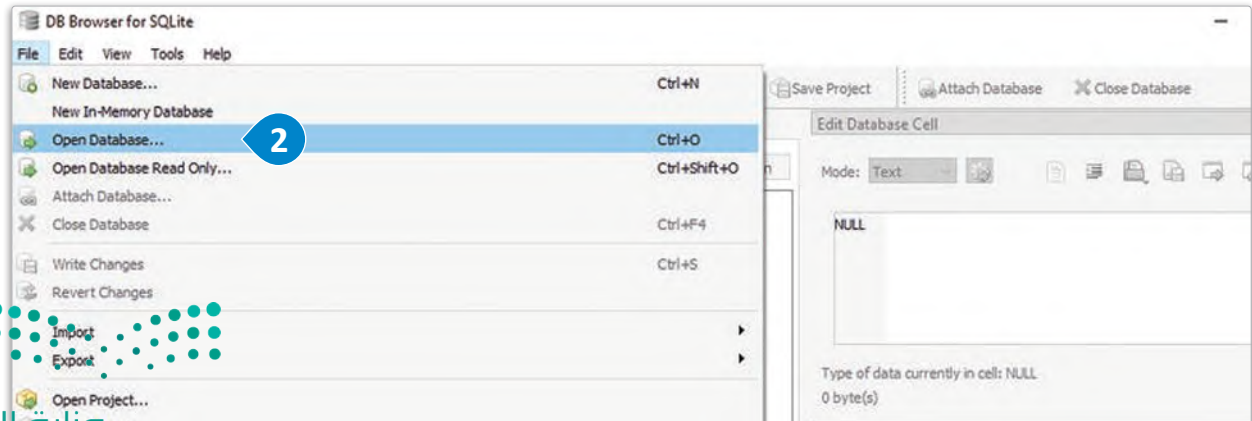 DB Browser for SQLite
File Edit View Tools Help
New Database... Ctrl+N
New In-Memory Database
Open Database... Ctrl+O
2
Open Database Read Only... Ctrl+Shift+O
Attach Database...
Close Database Ctrl+F4
Write Changes Ctrl+S
Revert Changes
Import
Export
Open Project...
Save Project Attach Database Close Database
Edit Database Cell
Mode: Text
NULL
Type of data currently in cell: NULL
0 byte(s)